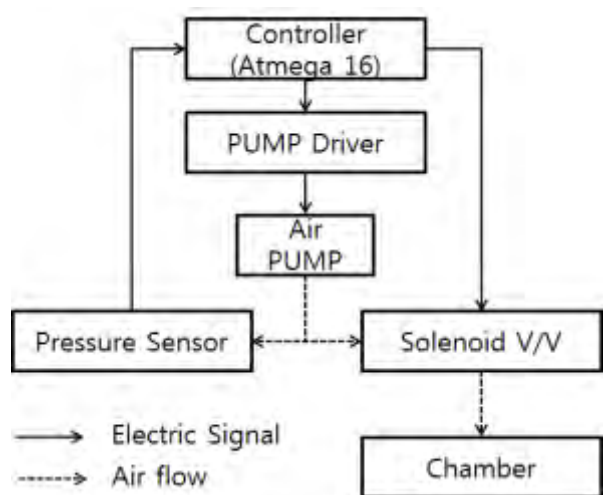 Controller
(Atmega 16)
PUMP Driver
Air
PUMP
Pressure Sensor
Solenoid V/V
Electric Signal
Air flow
Chamber